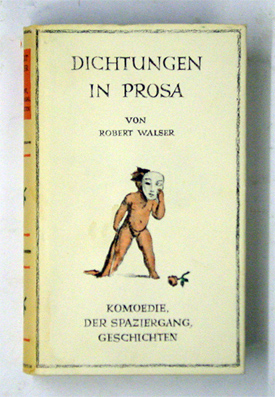 DICHTUNGEN
IN PROSA
VON
ROBERT WALSER
KOMOEDIE,
DER SPAZIERGANG,
GESCHICHTEN